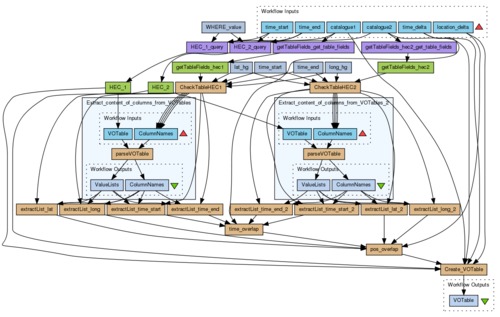 Workflow Inputs
WHERE_value
time_start
time_end
catalogue1
catalogue2
time_delta
location_delta
HEC_1_query
HEC_2_query
getTableFields_get_table_fields
getTableFields_hec2_get_table_fields
getTableFields_hec1
lat_hg
time_start
time_end
long_hg
getTableFields_hec2
HEC_1
HEC_2
CheckTableHEC1
CheckTableHEC2
Extract_content_of_columns_from_VOTables
Extract_content_of_columns_from_VOTables_2
Workflow Inputs
Workflow Inputs
VOTable
ColumnNames
VOTable
ColumnNames
parseVOTable
parseVOTable
Workflow Outputs
Workflow Outputs
ValueLists
ColumnNames
ValueLists
ColumnNames
extractList_lat
extractList_long
extractList_time_start
extractList_time_end
extractList_time_end_2
extractList_time_start_2
extractList_lat_2
extractList_long_2
time_overlap
pos_overlap
Create_VOTable
Workflow Outputs
VOTable